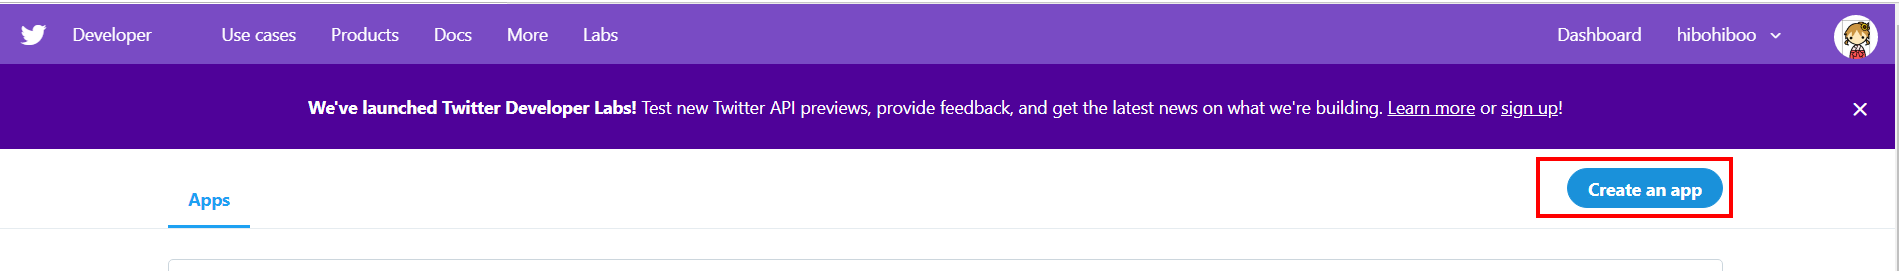 Developer Use cases Products Docs More Labs Dashboard hibohiboo
We've launched Twitter Developer Labs! Test new Twitter API previews, provide feedback, and get the latest news on what we're building. Learn more or sign up!
Apps Create an app